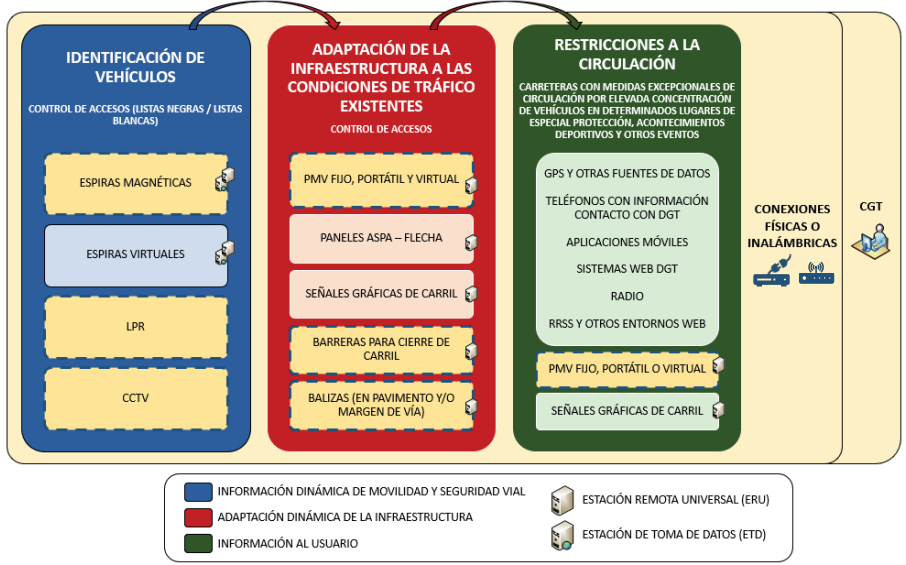 IDENTIFICACIÓN DE
VEHÍCULOS
CONTROL DE ACCESOS (LISTAS NEGRAS / LISTAS
BLANCAS)
ESPIRAS MAGNÉTICAS
ESPIRAS VIRTUALES
LPR
CCTV
ADAPTACIÓN DE LA
INFRAESTRUCTURA A LAS
CONDICIONES DE TRÁFICO
EXISTENTES
CONTROL DE ACCESOS
PMV FIJO, PORTÁTIL Y VIRTUAL
PANELES ASPA – FLECHA
SEÑALES GRÁFICAS DE CARRIL
BARRERAS PARA CIERRE DE
CARRIL
BALIZAS (EN PAVIMENTO Y/O
MARGEN DE VÍA)
RESTRICCIONES A LA
CIRCULACIÓN
CARRETERAS CON MEDIDAS EXCEPCIONALES DE
CIRCULACIÓN POR ELEVADA CONCENTRACIÓN
DE VEHÍCULOS EN DETERMINADOS LUGARES DE
ESPECIAL PROTECCIÓN, ACONTECIMIENTOS
DEPORTIVOS Y OTROS EVENTOS
GPS Y OTRAS FUENTES DE DATOS
TELÉFONOS CON INFORMACIÓN
CONTACTO CON DGT
APLICACIONES MÓVILES
SISTEMAS WEB DGT
RADIO
RRSS Y OTROS ENTORNOS WEB
PMV FIJO, PORTÁTIL O VIRTUAL
SEÑALES GRÁFICAS DE CARRIL
CONEXIONES
FÍSICAS O
INALÁMBRICAS
CGT
INFORMACIÓN DINÁMICA DE MOVILIDAD Y SEGURIDAD VIAL
ADAPTACIÓN DINÁMICA DE LA INFRAESTRUCTURA
INFORMACIÓN AL USUARIO
ESTACIÓN REMOTA UNIVERSAL (ERU)
ESTACIÓN DE TOMA DE DATOS (ETD)